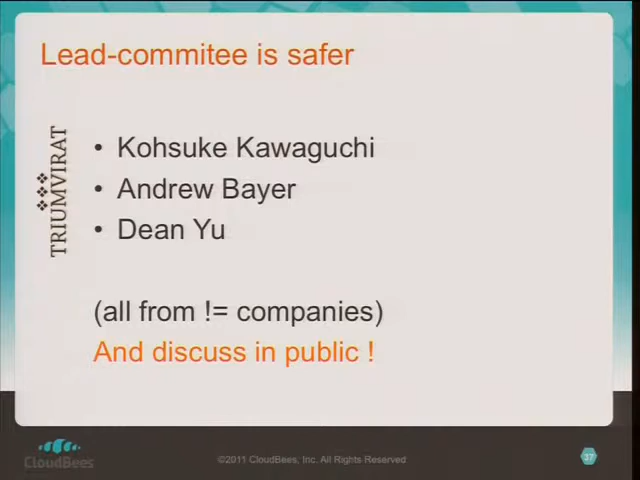 Lead-commitee is safer
TRIUMVIRAT
• Kohsuke Kawaguchi
• Andrew Bayer
• Dean Yu
(all from != companies)
And discuss in public !
CloudBees
©2011 CloudBees, Inc. All Rights Reserved
37